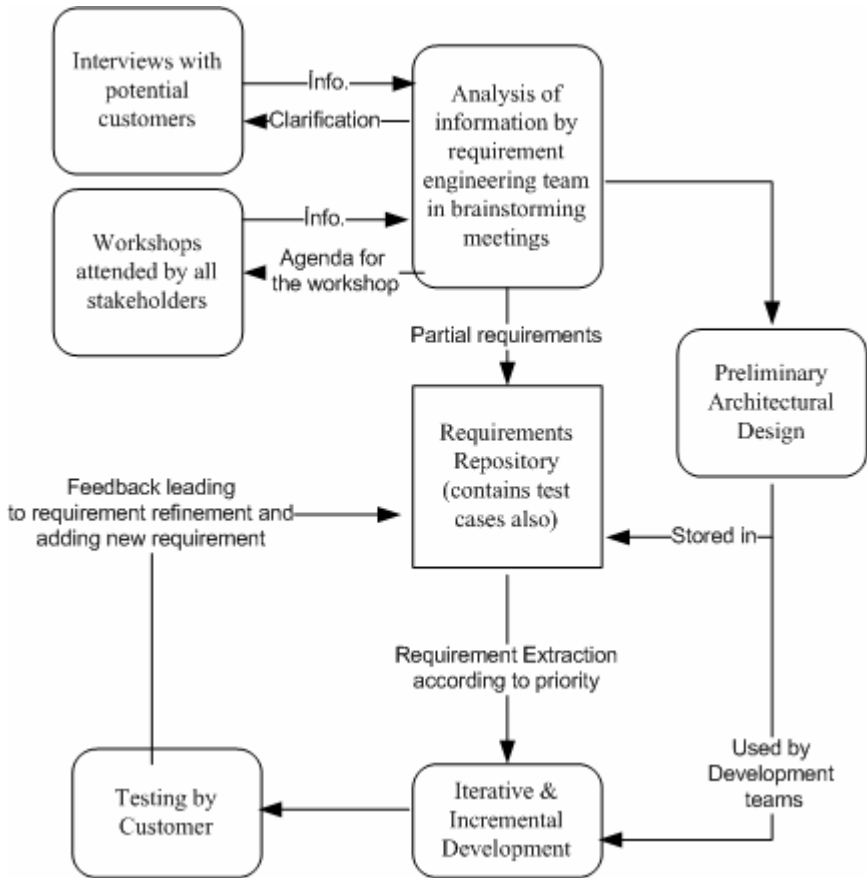 Interviews with
potential
customers
Info.
Clarification
Analysis of
information by
requirement
engineering team
in brainstorming
meetings
Workshops
attended by all
stakeholders
Info.
Agenda for
the workshop
Partial requirements
Preliminary
Architectural
Design
Requirements
Repository
(contains test
cases also)
Feedback leading
to requirement refinement and
adding new requirement
Stored in
Requirement Extraction
according to priority
Used by
Development
teams
Testing by
Customer
Iterative &
Incremental
Development